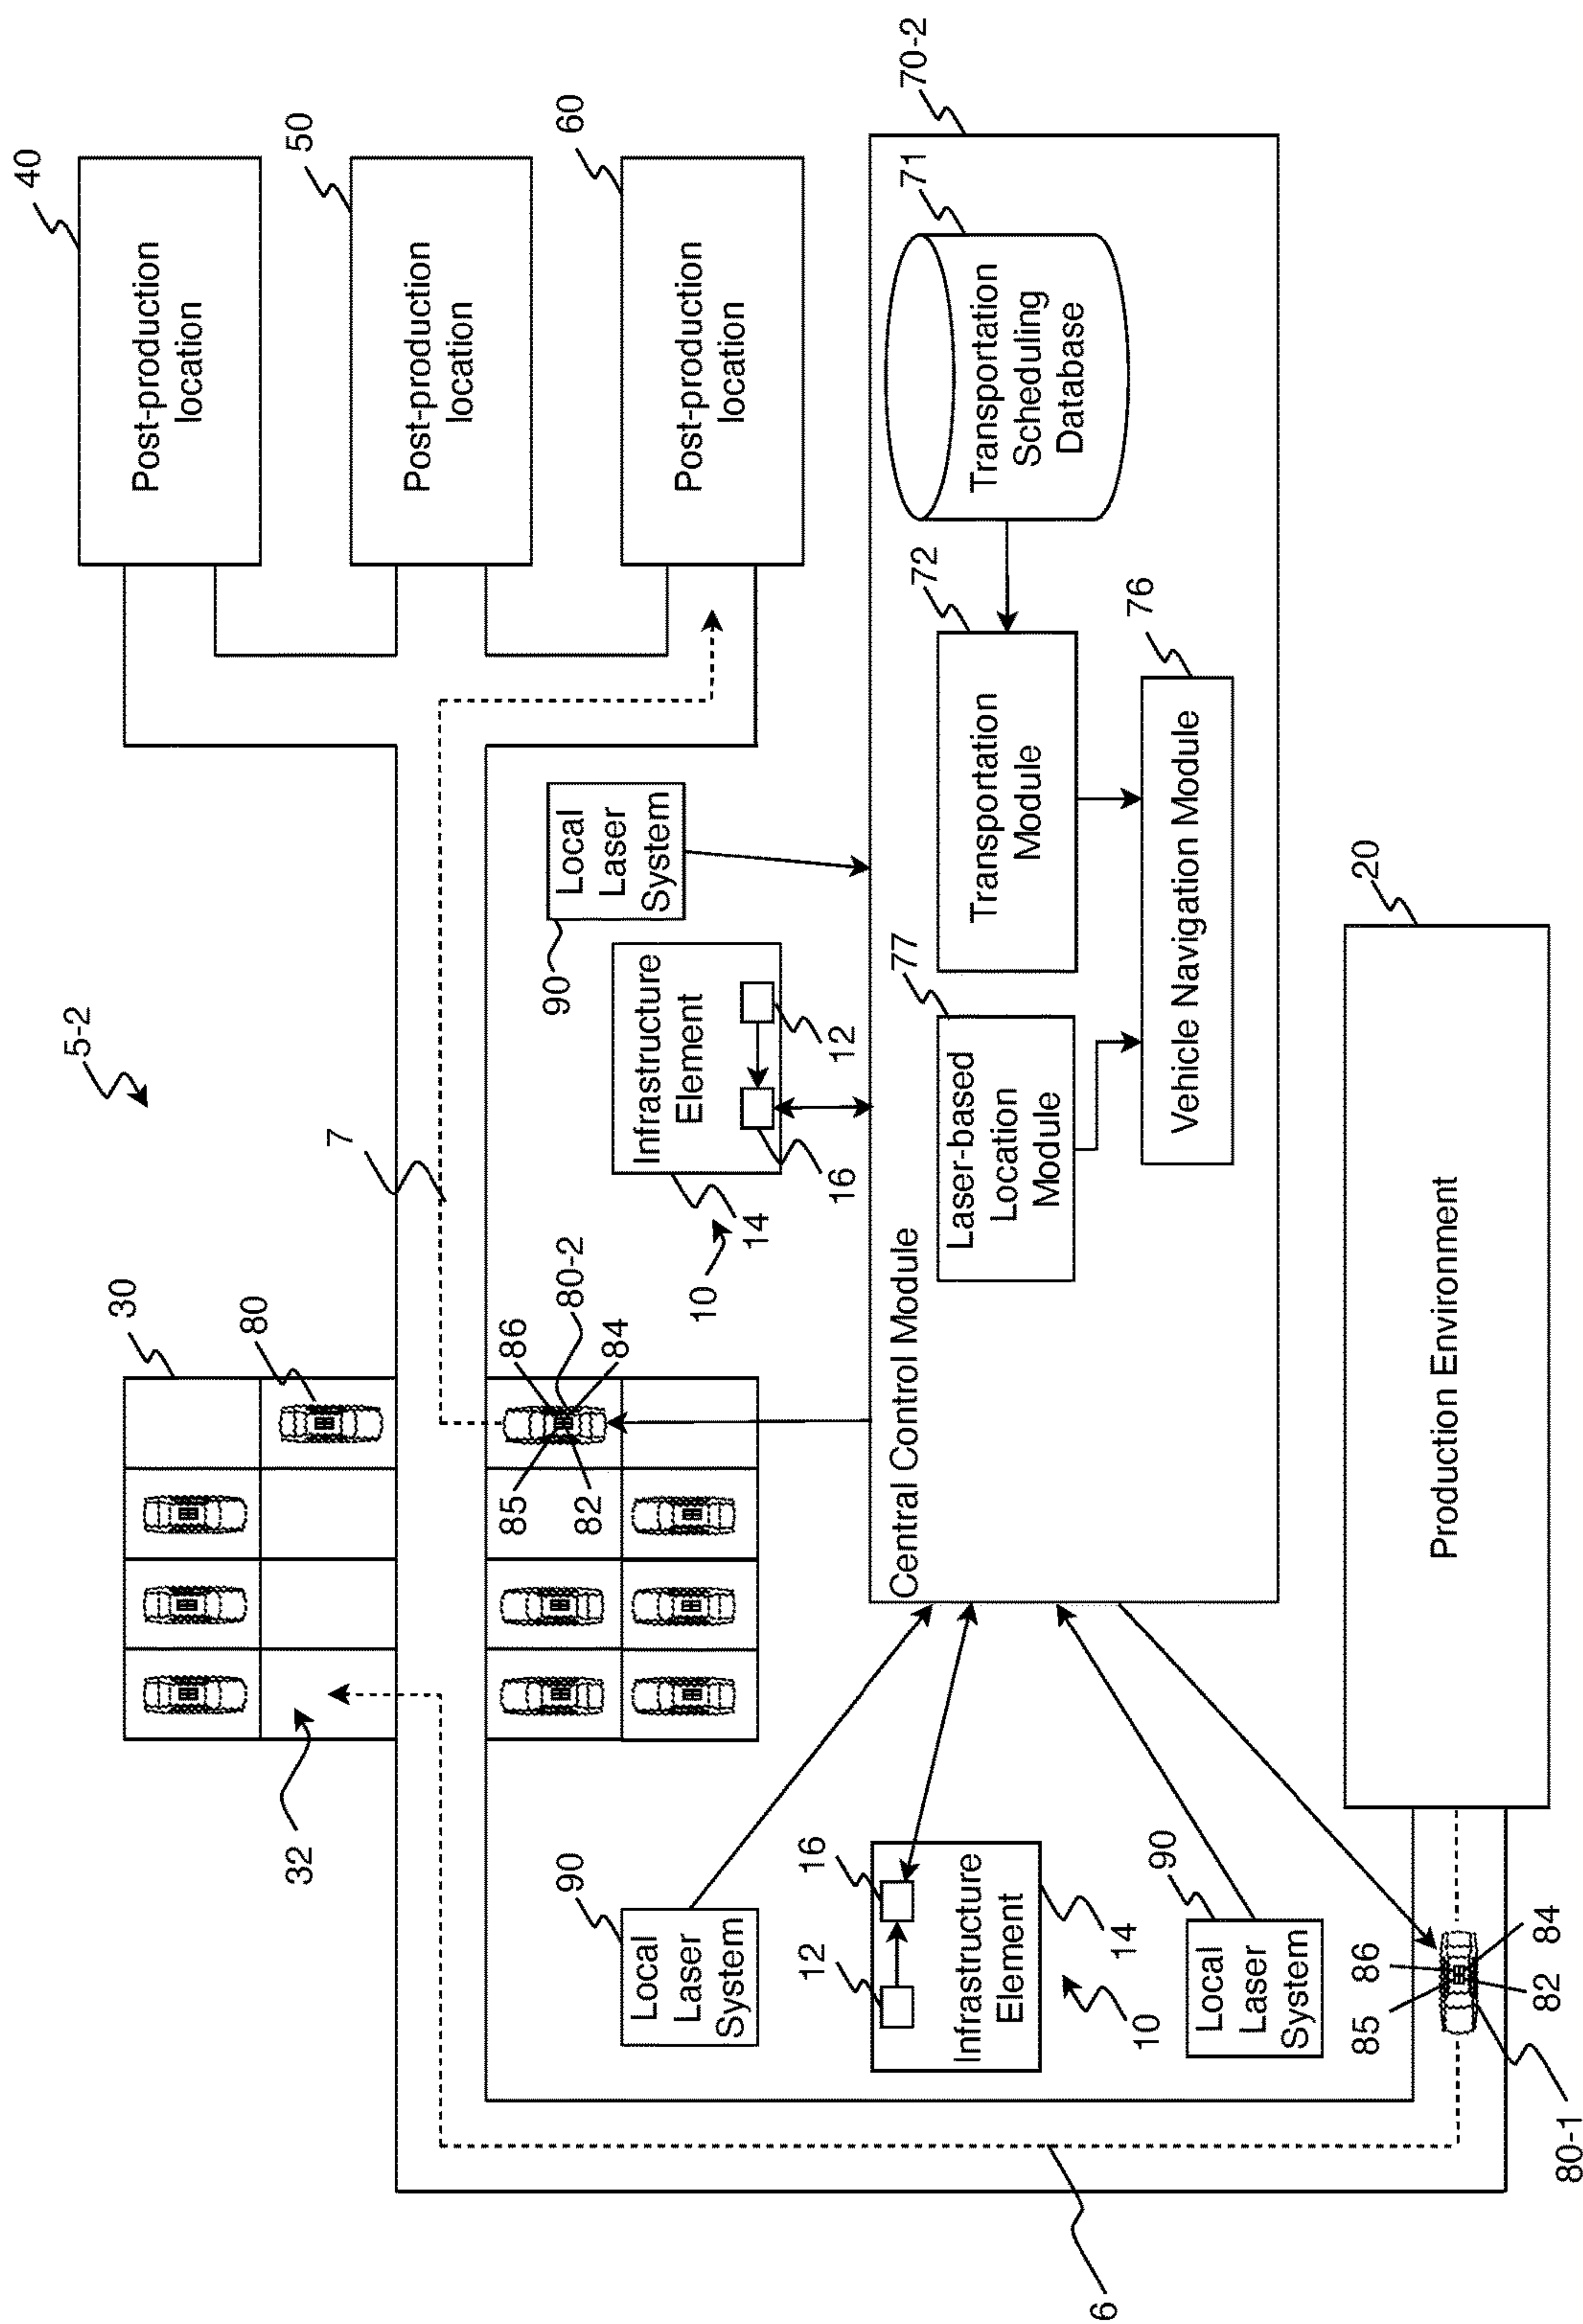 5-2
40
Post-production
location
50
Post-production
location
60
Post-production
location
30
80
7
32
86
80-2
84
85
82
90
Local
Laser
System
Infrastructure
Element
12
16
14
10
90
Local
Laser
System
12
16
Infrastructure
Element
14
10
90
Local
Laser
System
70-2
Central Control Module
71
Transportation
Scheduling
Database
72
Transportation
Module
77
Laser-based
Location
Module
76
Vehicle Navigation Module
20
Production Environment
85
86
82
84
80-1
6